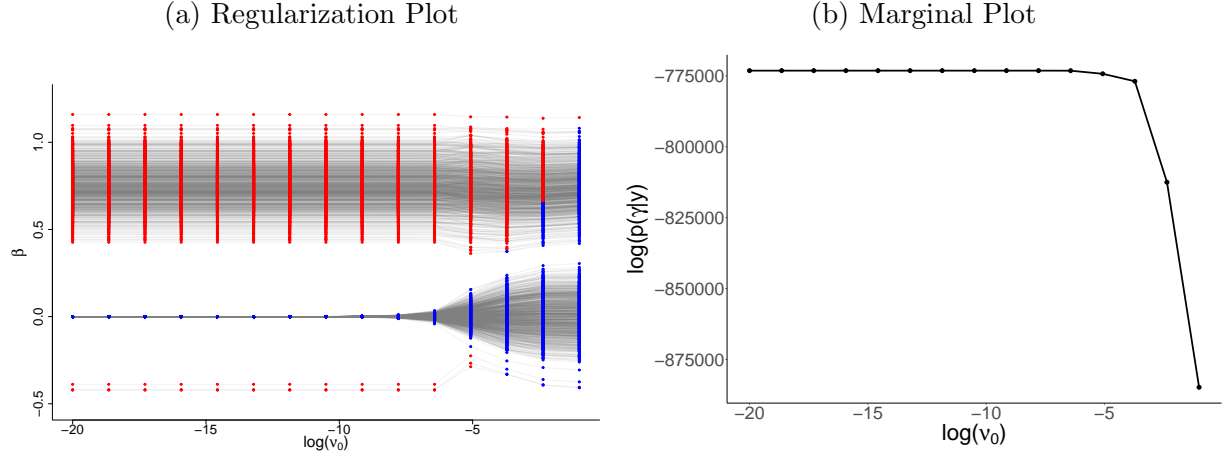 (a) Regularization Plot
1.0
0.5
0.0
−0.5
β
−20
−15
−10
−5
log(ν₀)
(b) Marginal Plot
−775000
−800000
−825000
−850000
−875000
log(p(γ|y)
−20
−15
−10
−5
log(ν₀)